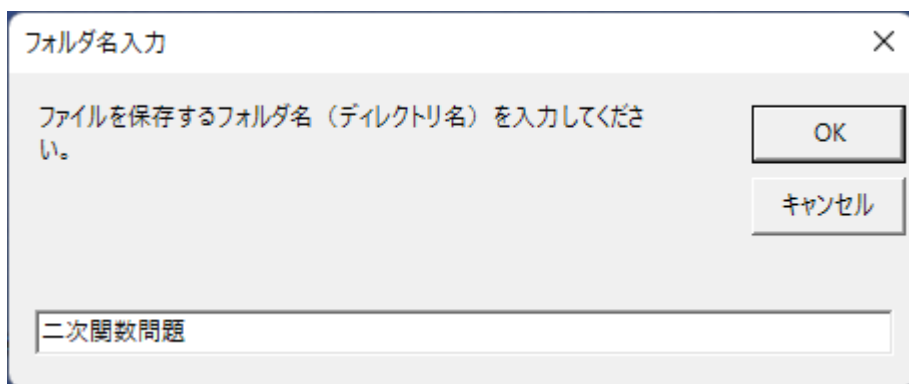 フォルダ名入力
ファイルを保存するフォルダ名（ディレクトリ名）を入力してくださ
い。
OK
キャンセル
二次関数問題